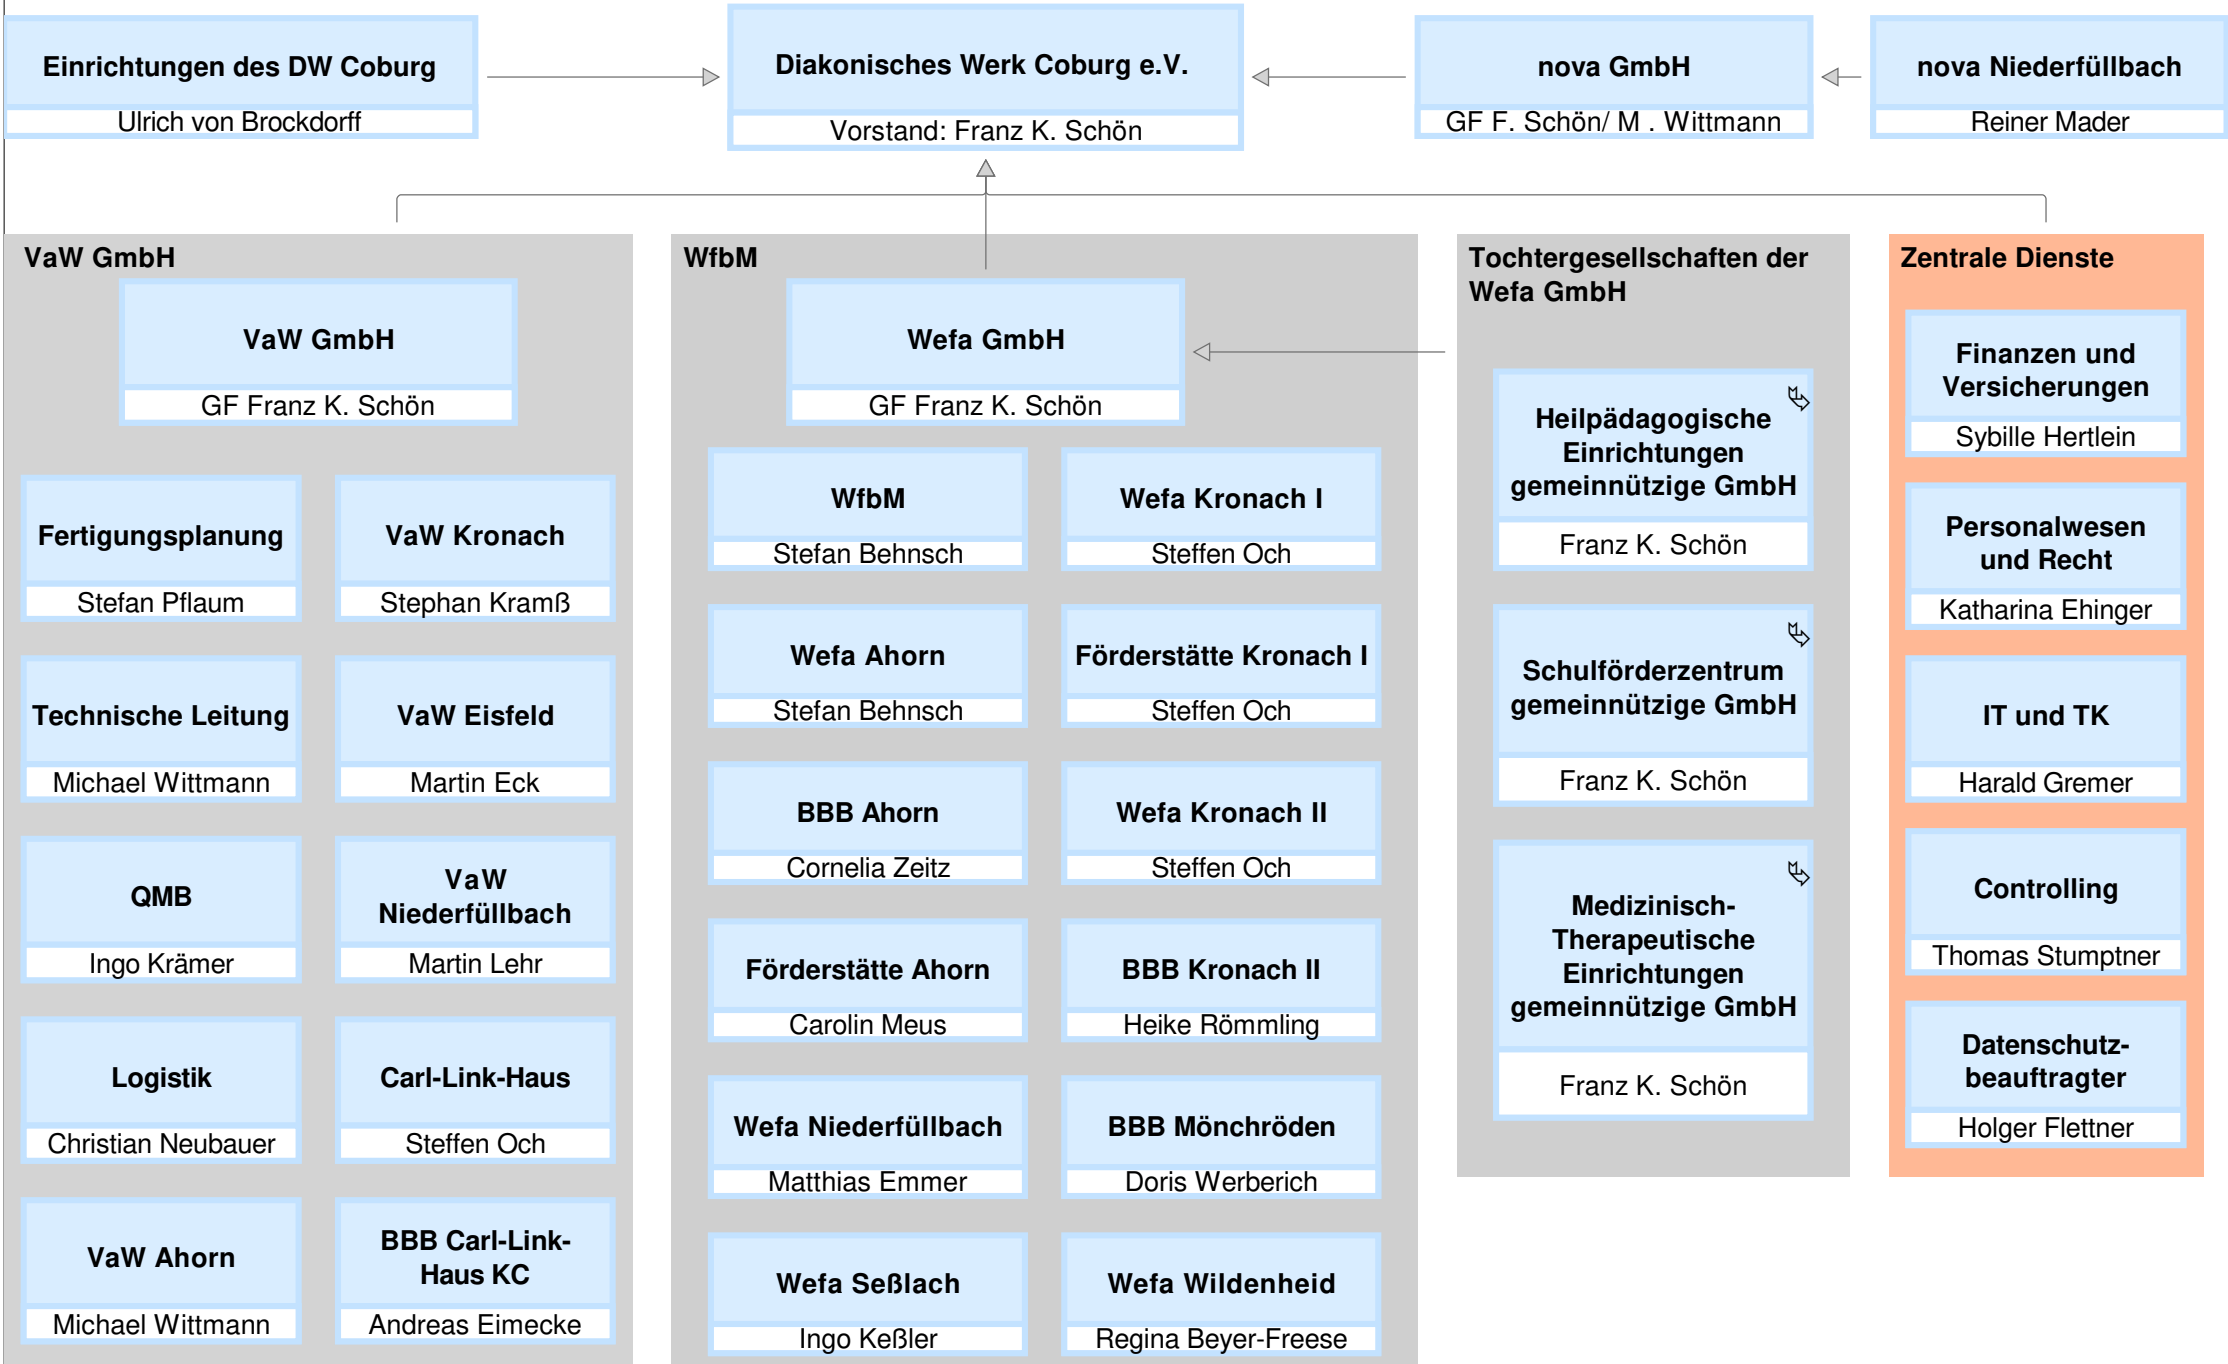 Einrichtungen des DW Coburg
Ulrich von Brockdorff
Diakonisches Werk Coburg e.V.
Vorstand: Franz K. Schön
nova GmbH
GF F. Schön/ M . Wittmann
nova Niederfüllbach
Reiner Mader
VaW GmbH
VaW GmbH
GF Franz K. Schön
Fertigungsplanung
Stefan Pflaum
VaW Kronach
Stephan Kramß
Technische Leitung
Michael Wittmann
VaW Eisfeld
Martin Eck
QMB
Ingo Krämer
VaW
Niederfüllbach
Martin Lehr
Logistik
Christian Neubauer
Carl-Link-Haus
Steffen Och
VaW Ahorn
Michael Wittmann
BBB Carl-Link-
Haus KC
Andreas Eimecke
WfbM
Wefa GmbH
GF Franz K. Schön
WfbM
Stefan Behnsch
Wefa Kronach I
Steffen Och
Wefa Ahorn
Stefan Behnsch
Förderstätte Kronach I
Steffen Och
BBB Ahorn
Cornelia Zeitz
Wefa Kronach II
Steffen Och
Förderstätte Ahorn
Carolin Meus
BBB Kronach II
Heike Römmling
Wefa Niederfüllbach
Matthias Emmer
BBB Mönchröden
Doris Werberich
Wefa Seßlach
Ingo Keßler
Wefa Wildenheid
Regina Beyer-Freese
Tochtergesellschaften der
Wefa GmbH
Heilpädagogische
Einrichtungen
gemeinnützige GmbH
Franz K. Schön
Schulförderzentrum
gemeinnützige GmbH
Franz K. Schön
Medizinisch-
Therapeutische
Einrichtungen
gemeinnützige GmbH
Franz K. Schön
Zentrale Dienste
Finanzen und
Versicherungen
Sybille Hertlein
Personalwesen
und Recht
Katharina Ehinger
IT und TK
Harald Gremer
Controlling
Thomas Stumptner
Datenschutz-
beauftragter
Holger Flettner